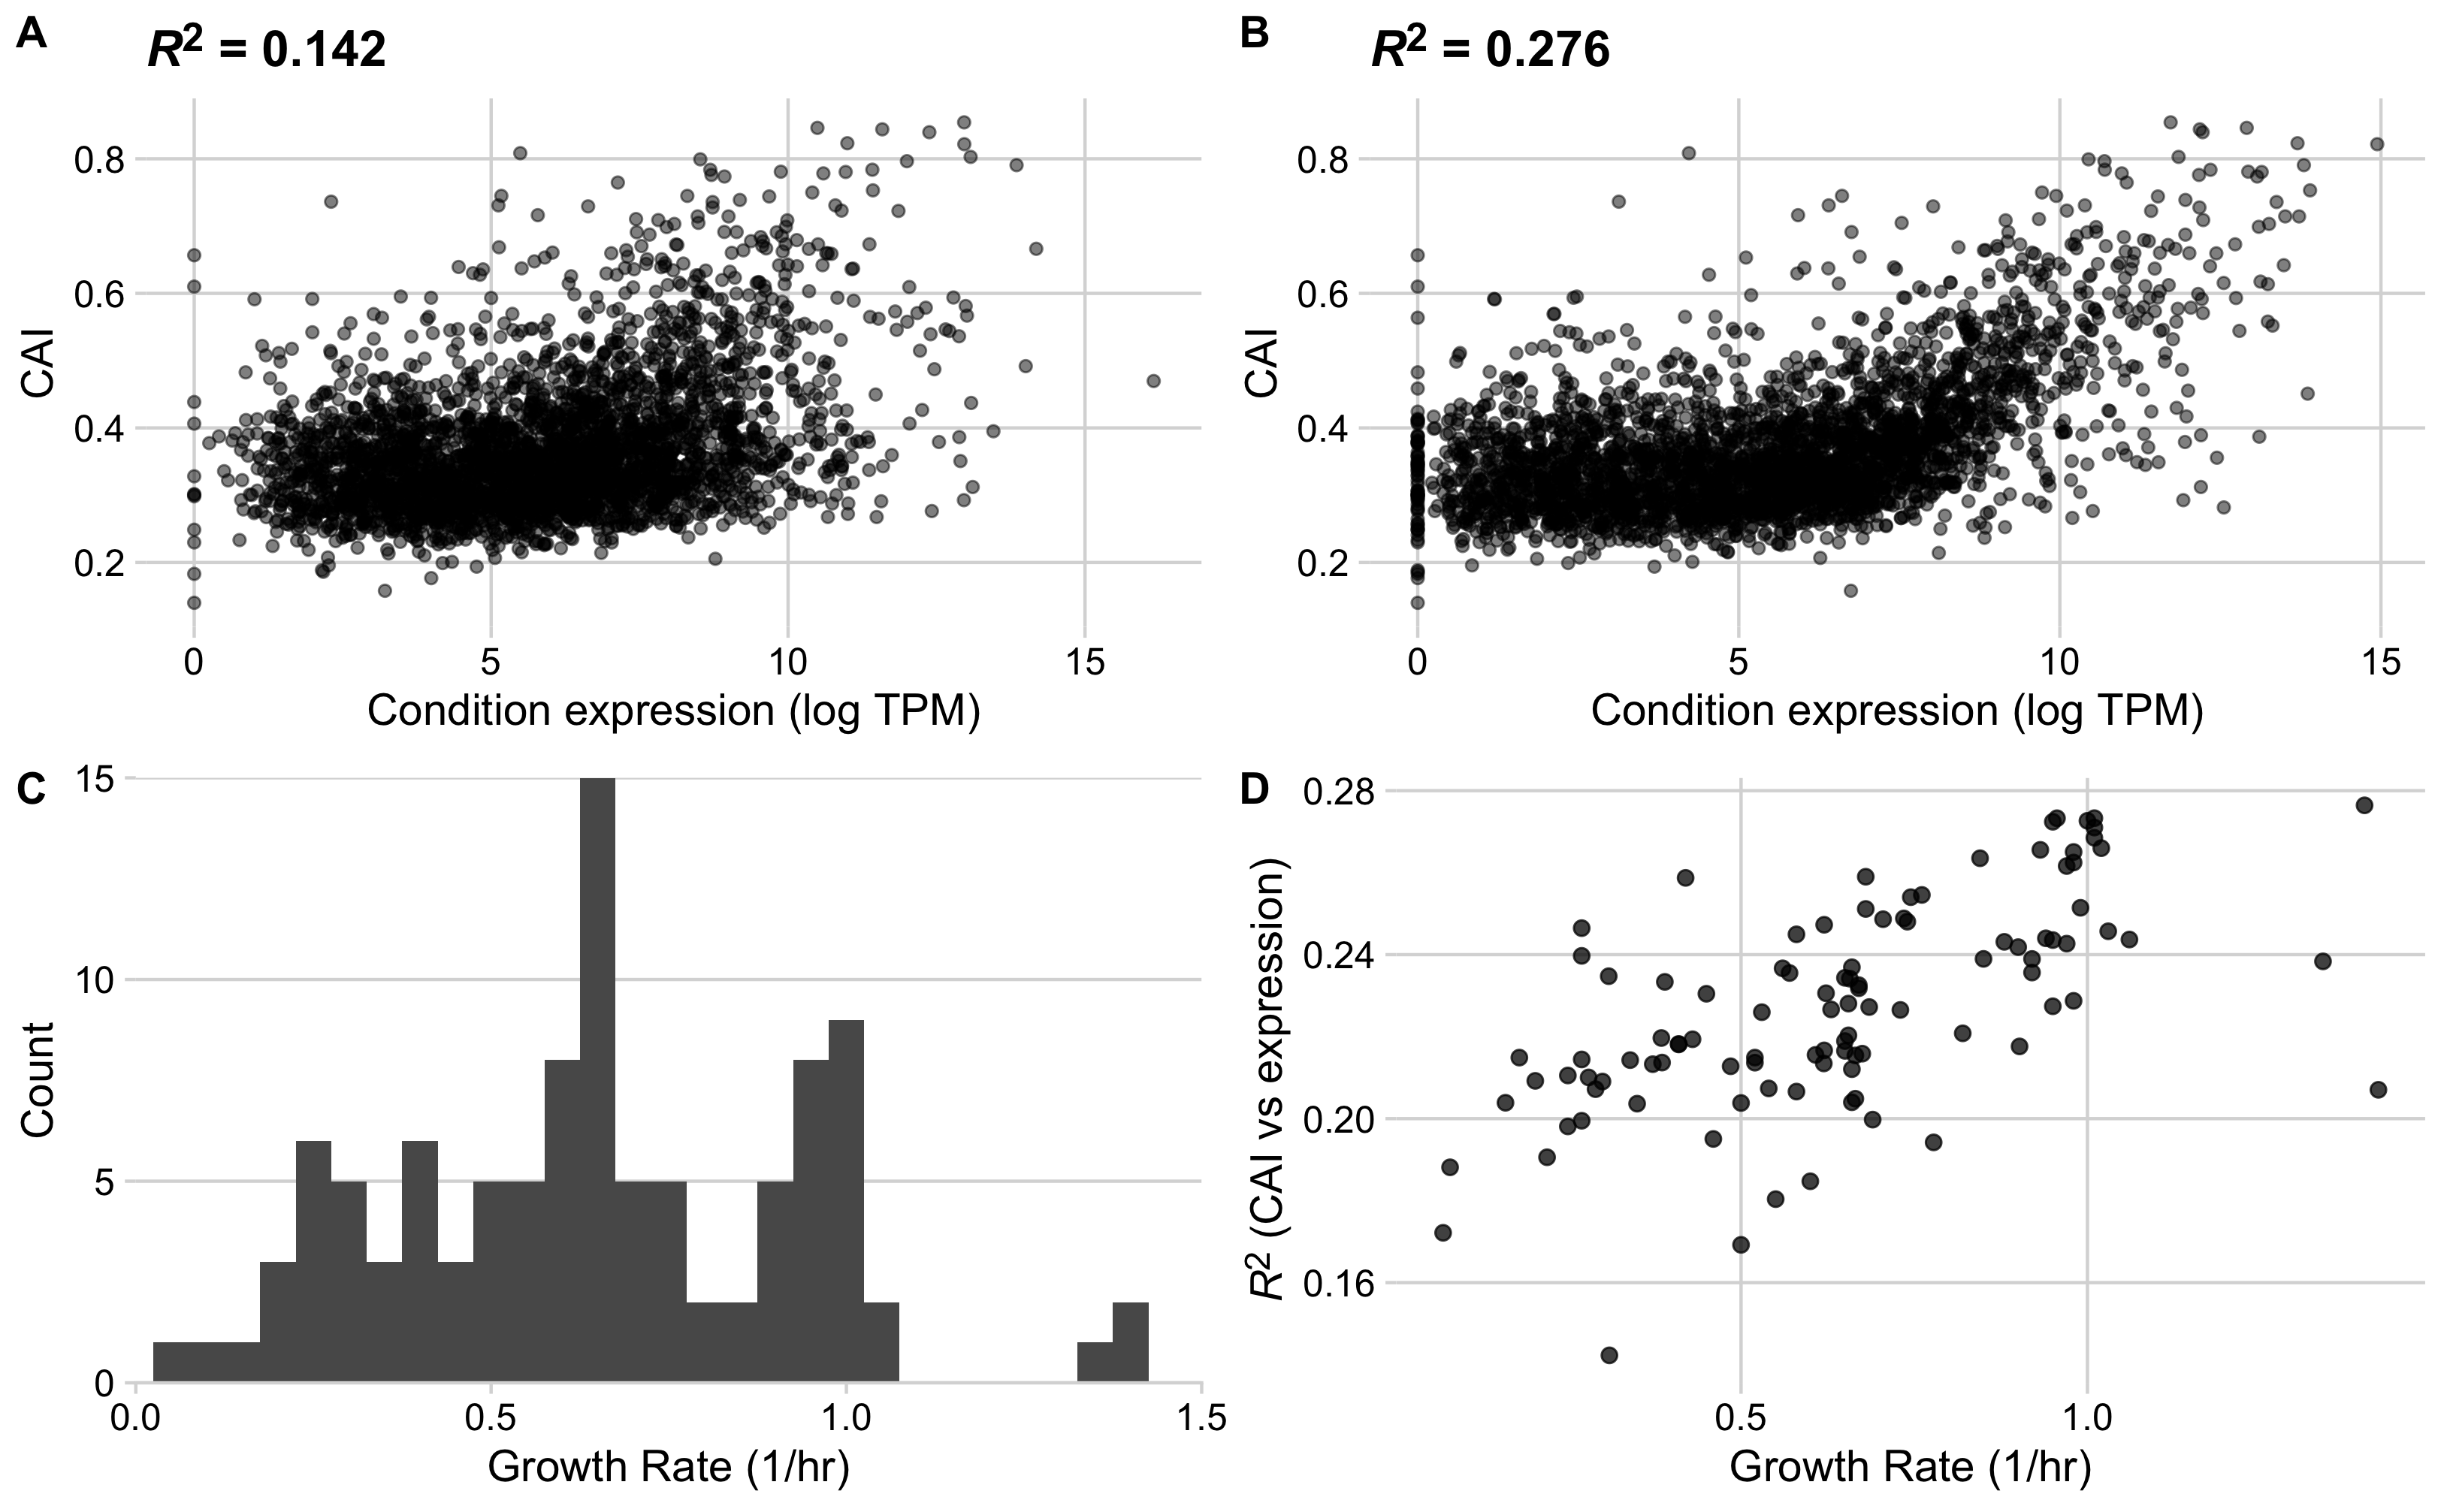 A
R² = 0.142
0.8
0.6
0.4
0.2
CAI
0 5 10 15
Condition expression (log TPM)
B
R² = 0.276
0.8
0.6
0.4
0.2
CAI
0 5 10 15
Condition expression (log TPM)
C
15
10
5
0
Count
0.0 0.5 1.0 1.5
Growth Rate (1/hr)
D
0.28
0.24
0.20
0.16
R² (CAI vs expression)
0.5 1.0
Growth Rate (1/hr)